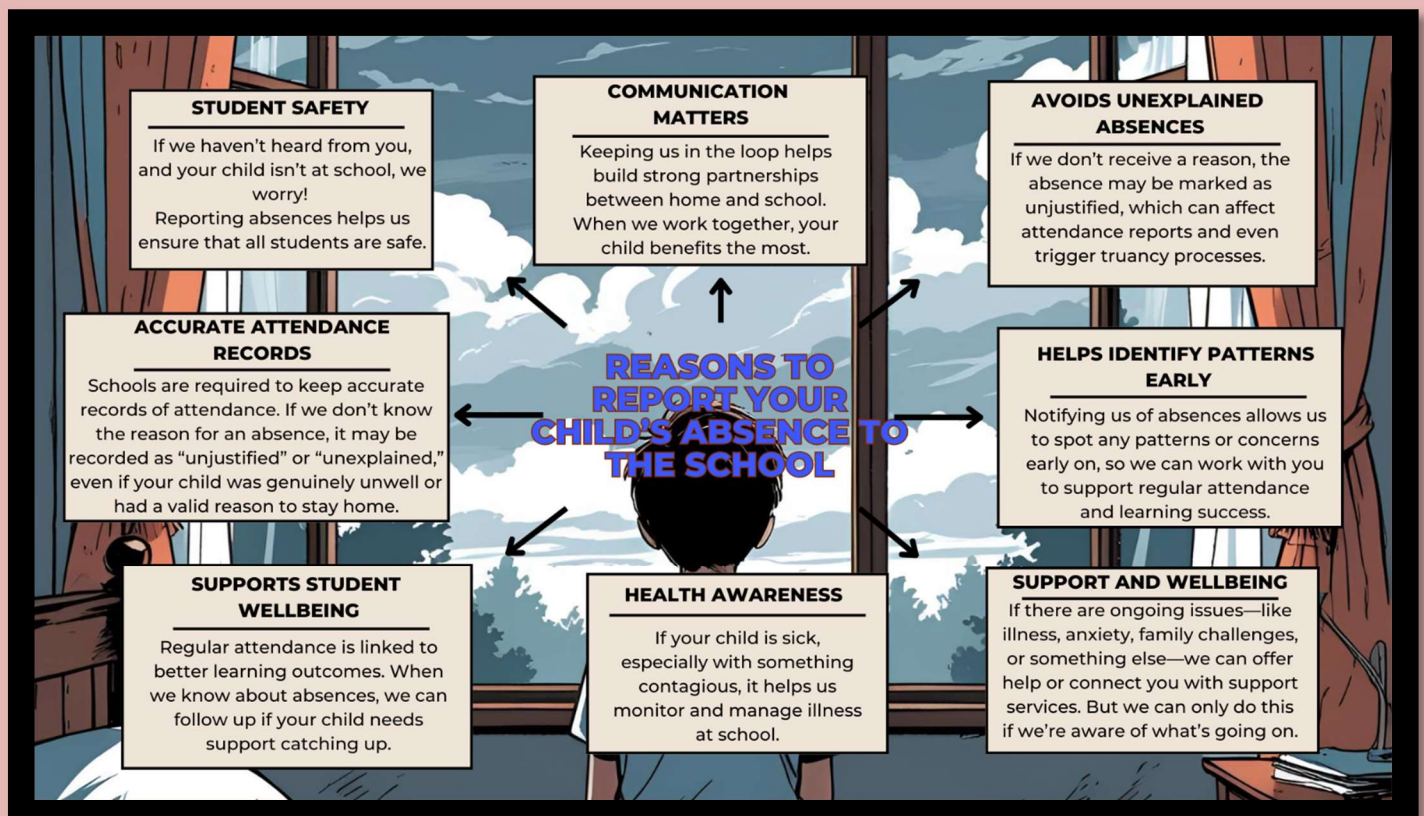 STUDENT SAFETY
If we haven’t heard from you,
and your child isn’t at school, we
worry!
Reporting absences helps us
ensure that all students are safe.
COMMUNICATION
MATTERS
Keeping us in the loop helps
build strong partnerships
between home and school.
When we work together, your
child benefits the most.
AVOIDS UNEXPLAINED
ABSENCES
If we don’t receive a reason, the
absence may be marked as
unjustified, which can affect
attendance reports and even
trigger truancy processes.
ACCURATE ATTENDANCE
RECORDS
Schools are required to keep accurate
records of attendance. If we don’t know
the reason for an absence, it may be
recorded as “unjustified” or “unexplained,”
even if your child was genuinely unwell or
had a valid reason to stay home.
REASONS TO
REPORT YOUR
CHILD’S ABSENCE TO
THE SCHOOL
HELPS IDENTIFY PATTERNS
EARLY
Notifying us of absences allows us
to spot any patterns or concerns
early on, so we can work with you
to support regular attendance
and learning success.
SUPPORTS STUDENT
WELLBEING
Regular attendance is linked to
better learning outcomes. When
we know about absences, we can
follow up if your child needs
support catching up.
HEALTH AWARENESS
If your child is sick,
especially with something
contagious, it helps us
monitor and manage illness
at school.
SUPPORT AND WELLBEING
If there are ongoing issues—like
illness, anxiety, family challenges,
or something else—we can offer
help or connect you with support
services. But we can only do this
if we’re aware of what’s going on.